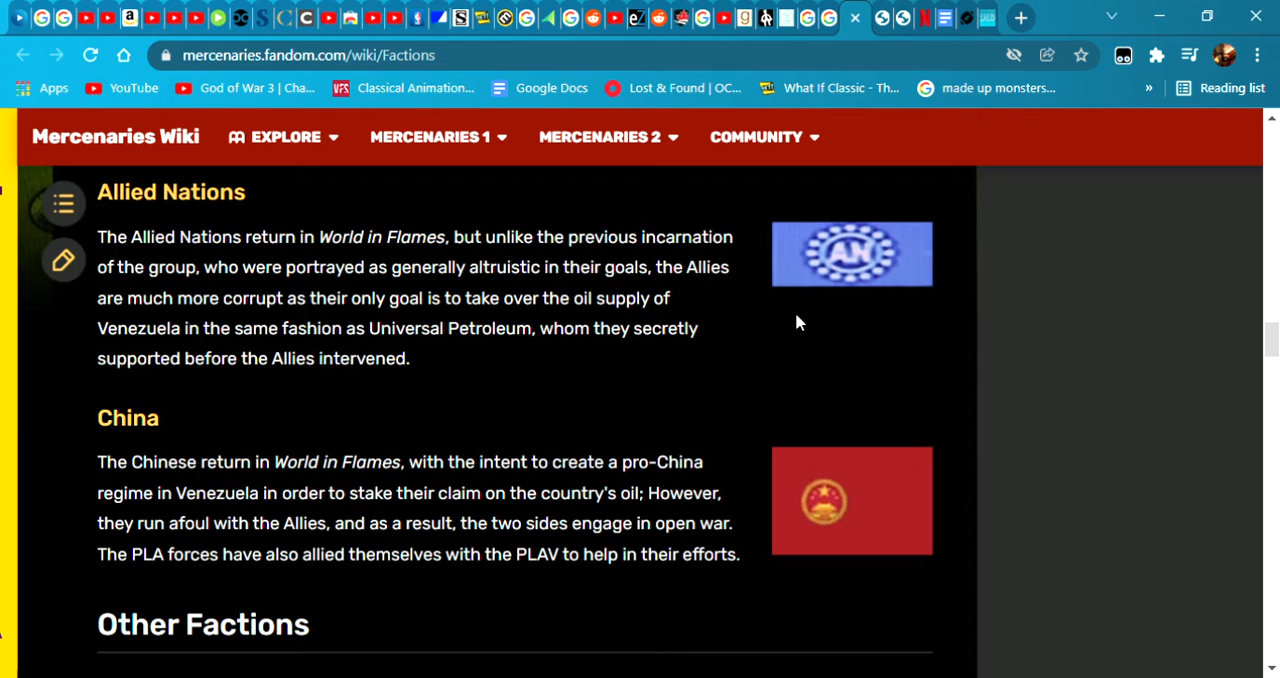 mercenaries.fandom.com/wiki/Factions
Apps YouTube God of War 3 | Cha... VFS Classical Animation... Google Docs Lost & Found | OC... What If Classic - Th... made up monsters... » Reading list
Mercenaries Wiki EXPLORE MERCENARIES 1 MERCENARIES 2 COMMUNITY
Allied Nations
The Allied Nations return in World in Flames, but unlike the previous incarnation
of the group, who were portrayed as generally altruistic in their goals, the Allies
are much more corrupt as their only goal is to take over the oil supply of
Venezuela in the same fashion as Universal Petroleum, whom they secretly
supported before the Allies intervened.
AN
China
The Chinese return in World in Flames, with the intent to create a pro-China
regime in Venezuela in order to stake their claim on the country's oil; However,
they run afoul with the Allies, and as a result, the two sides engage in open war.
The PLA forces have also allied themselves with the PLAV to help in their efforts.
Other Factions